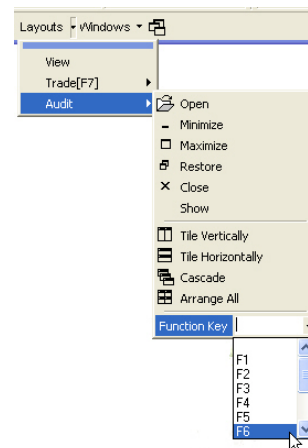 Layouts Windows
View
Trade[F7]
Audit
Open
Minimize
Maximize
Restore
Close
Show
Tile Vertically
Tile Horizontally
Cascade
Arrange All
Function Key
F1
F2
F3
F4
F5
F6